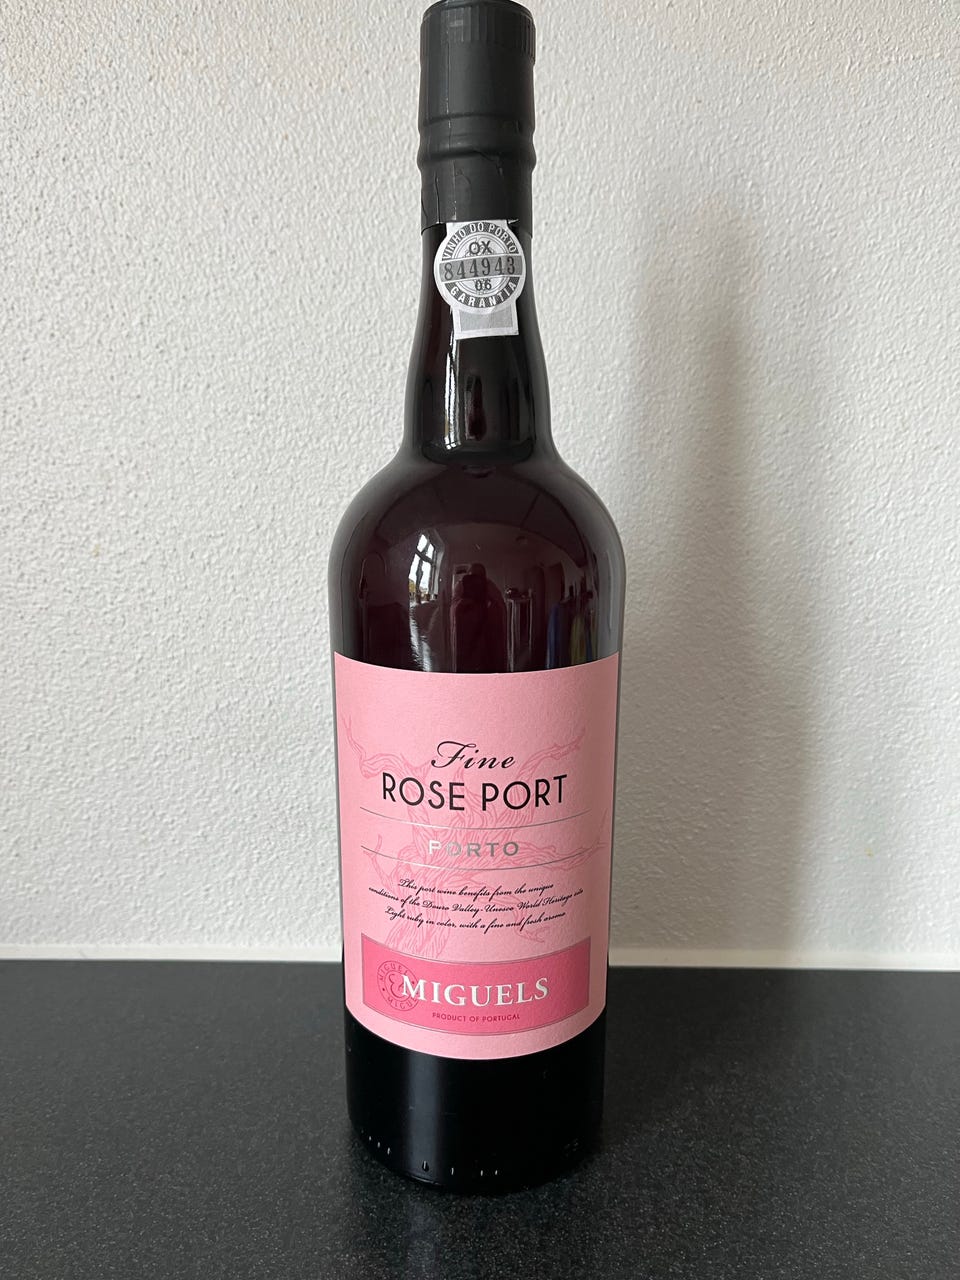 VINHO DO PORTO
QX
844943
06
GARANTIA
Fine
ROSE PORT
PORTO
This port wine benefits from the unique
conditions of the Douro Valley-Unesco World Heritage site
Light ruby in color, with a fine and fresh aroma.
MIGUELS
PRODUCT OF PORTUGAL